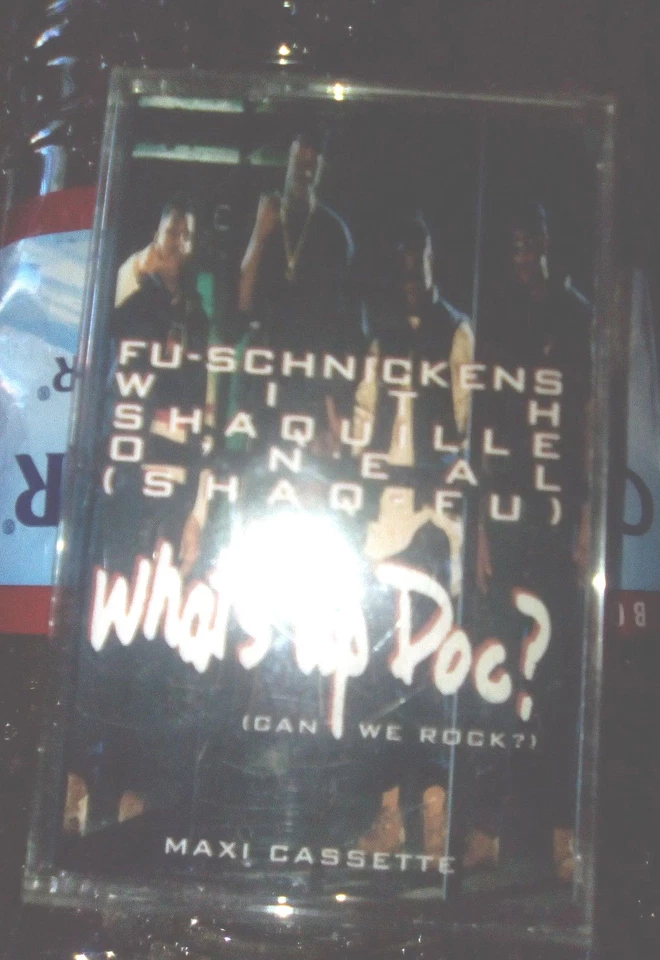 FU-SCHNICKENS
WITH
SHAQUILLE
O'NEAL
(SHAQ-FU)
What's up Doc?
(CAN WE ROCK?)
MAXI CASSETTE
R®
R®